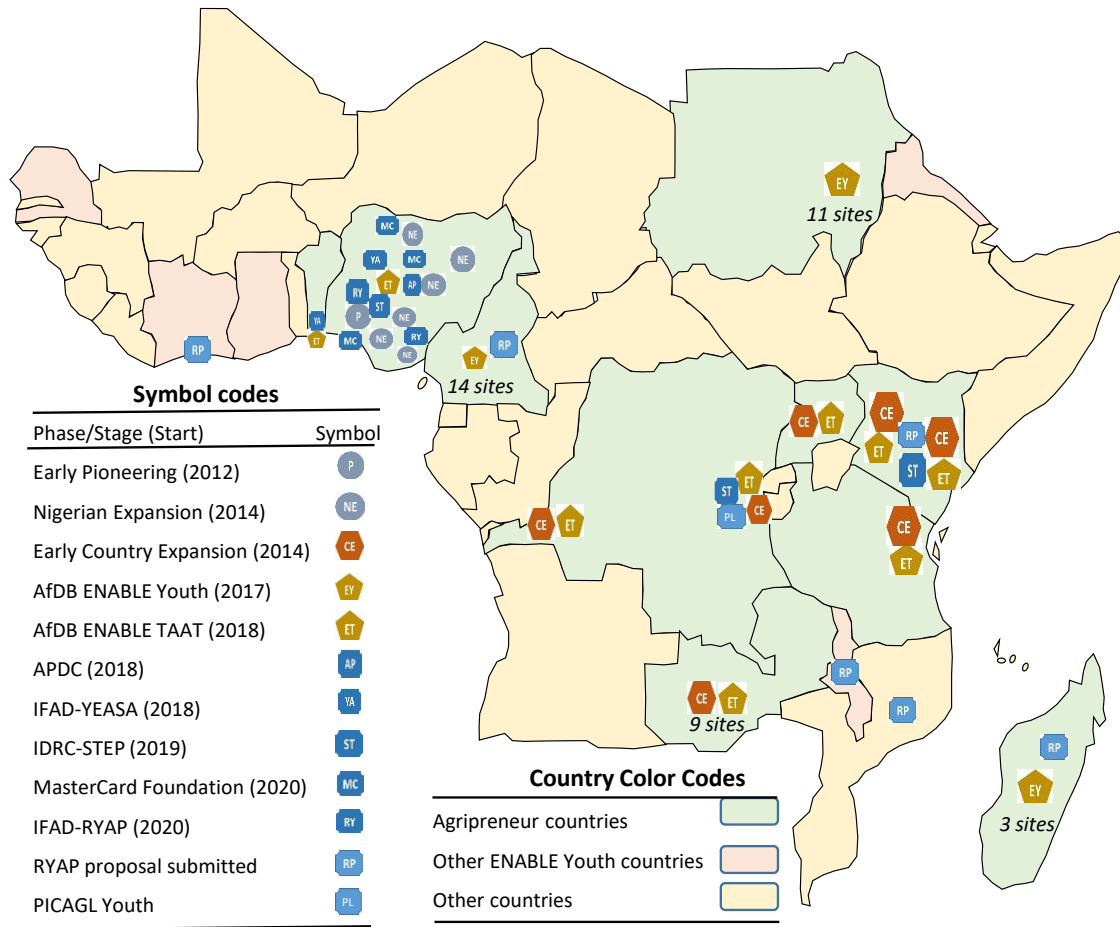 EY
11 sites
MC
NE
YA
MC
NE
ET
AP
NE
RY
ST
YA
P
NE
ET
MC
NE
RY
NE
RP
RP
EY
14 sites
CE
ET
CE
RP
CE
ET
ST
ET
ET
ST
PL
CE
CE
ET
CE
ET
RP
CE
ET
9 sites
RP
RP
EY
3 sites
Symbol codes
Phase/Stage (Start) Symbol
Early Pioneering (2012) P
Nigerian Expansion (2014) NE
Early Country Expansion (2014) CE
AfDB ENABLE Youth (2017) EY
AfDB ENABLE TAAT (2018) ET
APDC (2018) AP
IFAD-YEASA (2018) YA
IDRC-STEP (2019) ST
MasterCard Foundation (2020) MC
IFAD-RYAP (2020) RY
RYAP proposal submitted RP
PICAGL Youth PL
Country Color Codes
Agripreneur countries
Other ENABLE Youth countries
Other countries